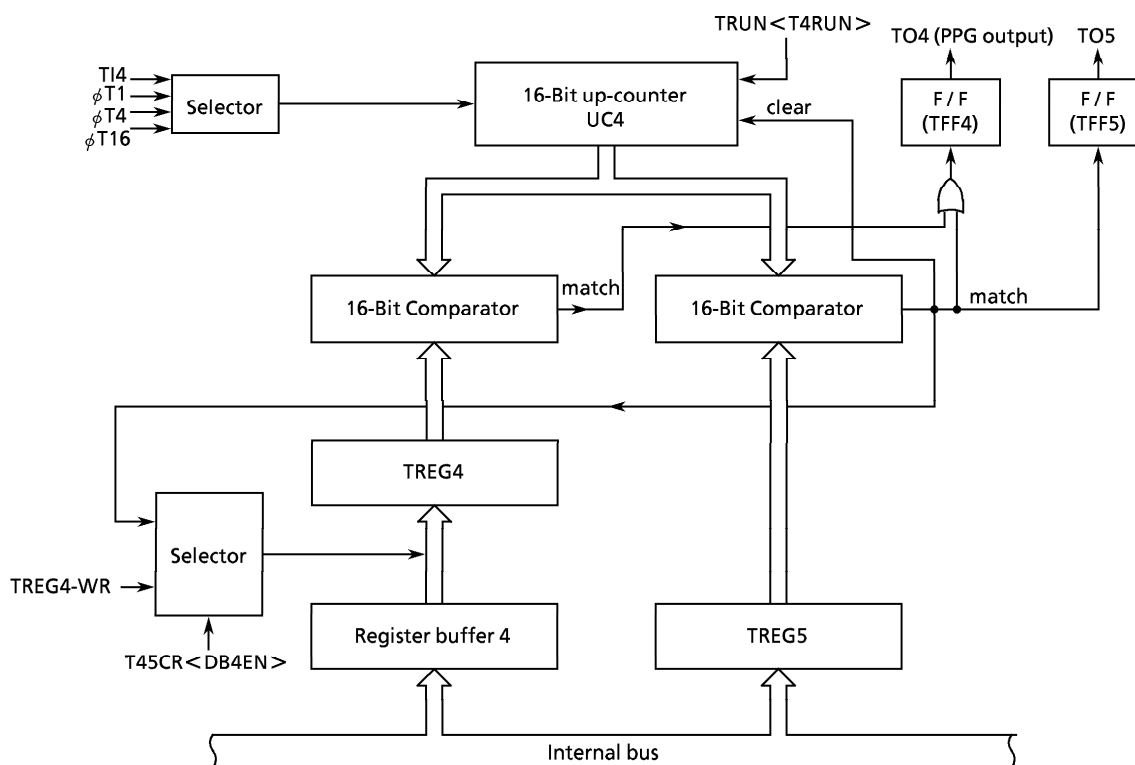 TRUN<T4RUN>
TO4 (PPG output)
TO5
TI4
φT1
φT4
φT16
Selector
16-Bit up-counter
UC4
clear
F / F
(TFF4)
F / F
(TFF5)
16-Bit Comparator
match
16-Bit Comparator
match
TREG4
Selector
TREG4-WR
T45CR<DB4EN>
Register buffer 4
TREG5
Internal bus